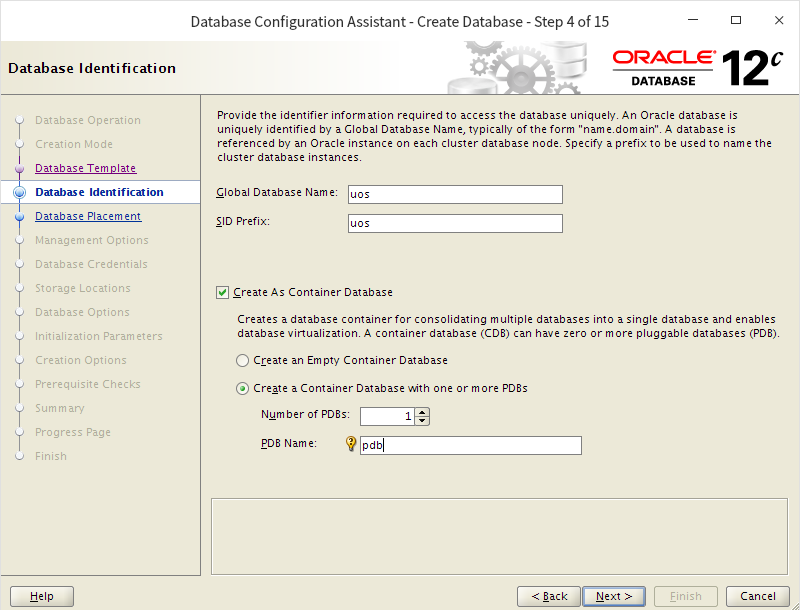 Database Configuration Assistant - Create Database - Step 4 of 15
Database Identification
ORACLE®
DATABASE
12c
Database Operation
Creation Mode
Database Template
Database Identification
Database Placement
Management Options
Database Credentials
Storage Locations
Database Options
Initialization Parameters
Creation Options
Prerequisite Checks
Summary
Progress Page
Finish
Provide the identifier information required to access the database uniquely. An Oracle database is
uniquely identified by a Global Database Name, typically of the form "name.domain". A database is
referenced by an Oracle instance on each cluster database node. Specify a prefix to be used to name the
cluster database instances.
Global Database Name: uos
SID Prefix: uos
Create As Container Database
Creates a database container for consolidating multiple databases into a single database and enables
database virtualization. A container database (CDB) can have zero or more pluggable databases (PDB).
Create an Empty Container Database
Create a Container Database with one or more PDBs
Number of PDBs: 1
PDB Name: pdb
Help
< Back
Next >
Finish
Cancel